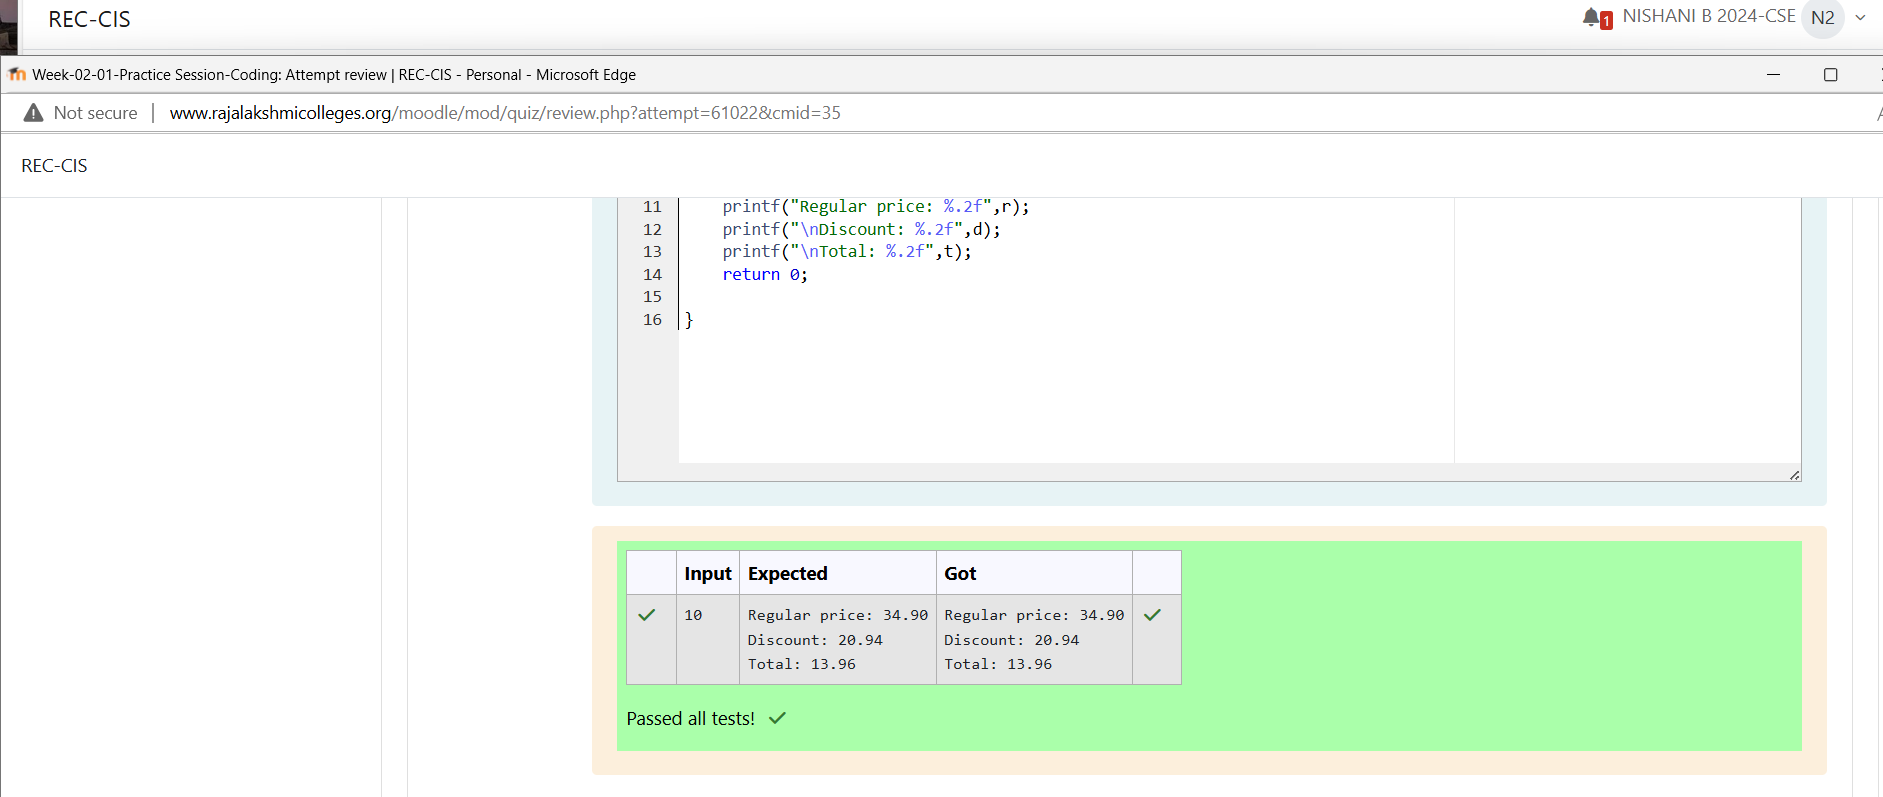 REC-CIS
1 NISHANI B 2024-CSE N2
Week-02-01-Practice Session-Coding: Attempt review | REC-CIS - Personal - Microsoft Edge
Not secure | www.rajalakshmicolleges.org/moodle/mod/quiz/review.php?attempt=61022&cmid=35
REC-CIS
11 printf("Regular price: %.2f",r);
12 printf("\nDiscount: %.2f",d);
13 printf("\nTotal: %.2f",t);
14 return 0;
15
16 }
Input Expected Got
10 Regular price: 34.90 Regular price: 34.90
Discount: 20.94 Discount: 20.94
Total: 13.96 Total: 13.96
Passed all tests!